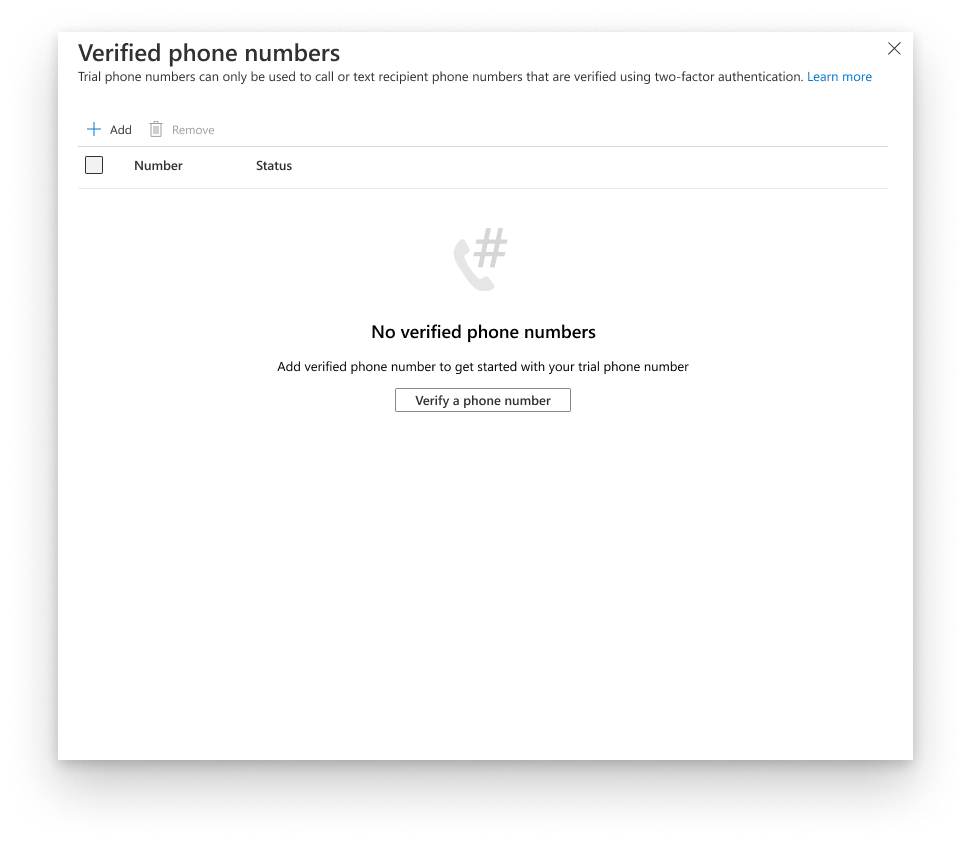 Verified phone numbers
Trial phone numbers can only be used to call or text recipient phone numbers that are verified using two-factor authentication. Learn more
Add Remove
Number Status
#
No verified phone numbers
Add verified phone number to get started with your trial phone number
Verify a phone number